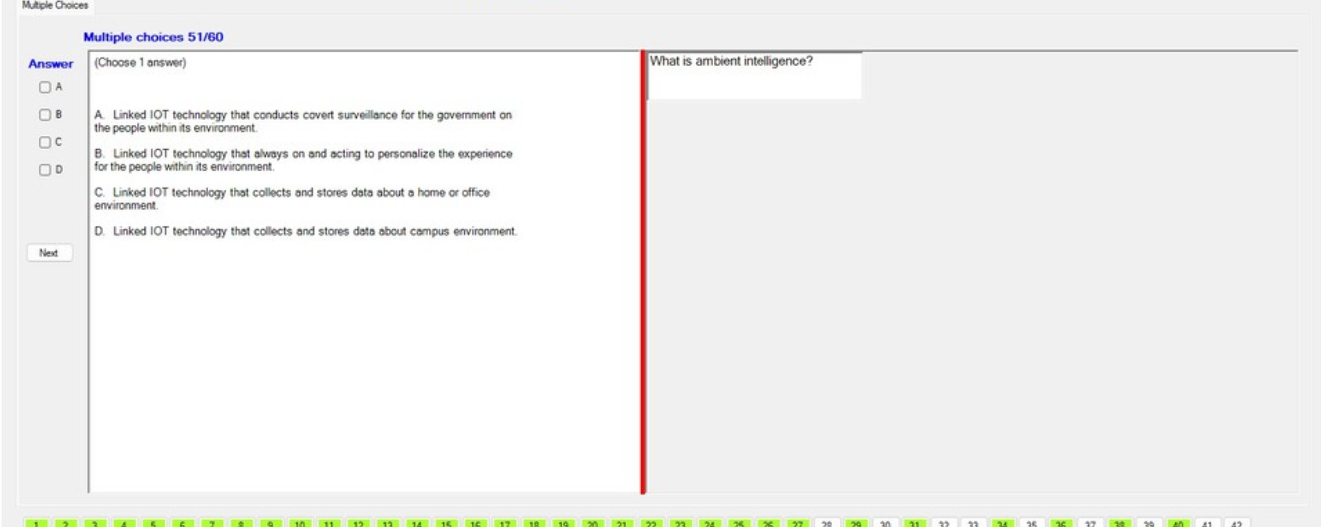 Multiple Choices
Multiple choices 51/60
Answer
A
B
C
D
Next
(Choose 1 answer)
A. Linked IOT technology that conducts covert surveillance for the government on
the people within its environment.
B. Linked IOT technology that always on and acting to personalize the experience
for the people within its environment.
C. Linked IOT technology that collects and stores data about a home or office
environment.
D. Linked IOT technology that collects and stores data about campus environment.
What is ambient intelligence?
1 2 3 4 5 6 7 8 9 10 11 12 13 14 15 16 17 18 19 20 21 22 23 24 25 26 27 28 29 30 31 32 33 34 35 36 37 38 39 40 41 42